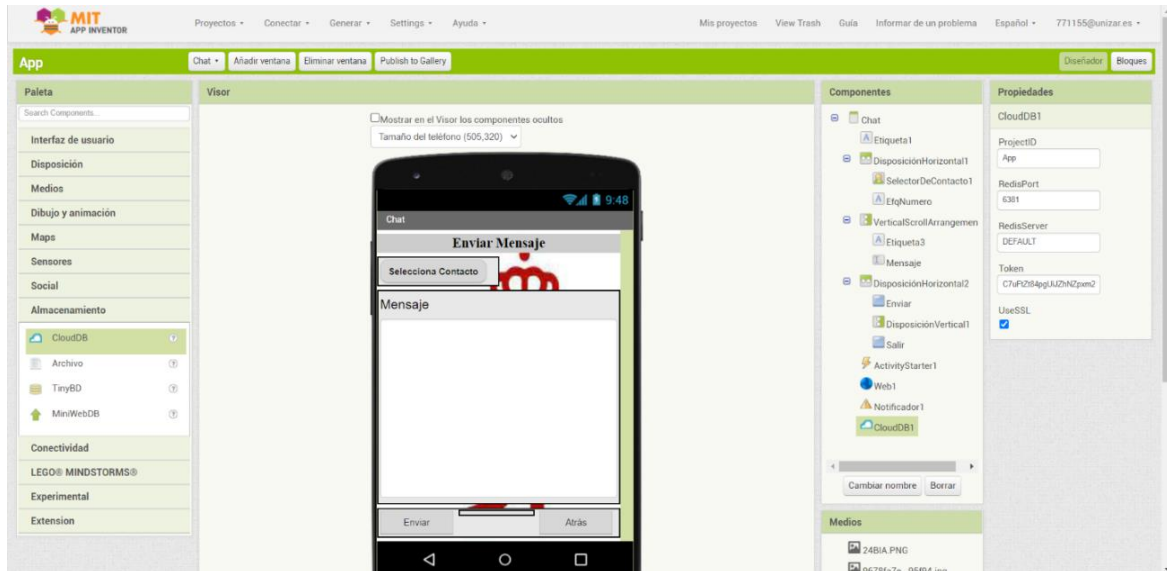 MIT
APP INVENTOR
Proyectos Conectar Generar Settings Ayuda
Mis proyectos View Trash Guía Informar de un problema Español 771155@unizar.es
App
Chat Añadir ventana Eliminar ventana Publish to Gallery
Diseñador Bloques
Paleta
Search Components...
Interfaz de usuario
Disposición
Medios
Dibujo y animación
Maps
Sensores
Social
Almacenamiento
CloudDB
Archivo
TinyBD
MiniWebDB
Conectividad
LEGO® MINDSTORMS®
Experimental
Extension
Visor
Mostrar en el Visor los componentes ocultos
Tamaño del teléfono (505,320)
9:48
Chat
Enviar Mensaje
Selecciona Contacto
Mensaje
Enviar Atrás
Componentes
Chat
Etiqueta1
DisposiciónHorizontal1
SelectorDeContacto1
EfqNumero
VerticalScrollArrangemen
Etiqueta3
Mensaje
DisposiciónHorizontal2
Enviar
DisposiciónVertical1
Salir
ActivityStarter1
Web1
Notificador1
CloudDB1
Cambiar nombre Borrar
Medios
24BIA.PNG
Propiedades
CloudDB1
ProjectID
App
RedisPort
6381
RedisServer
DEFAULT
Token
UseSSL